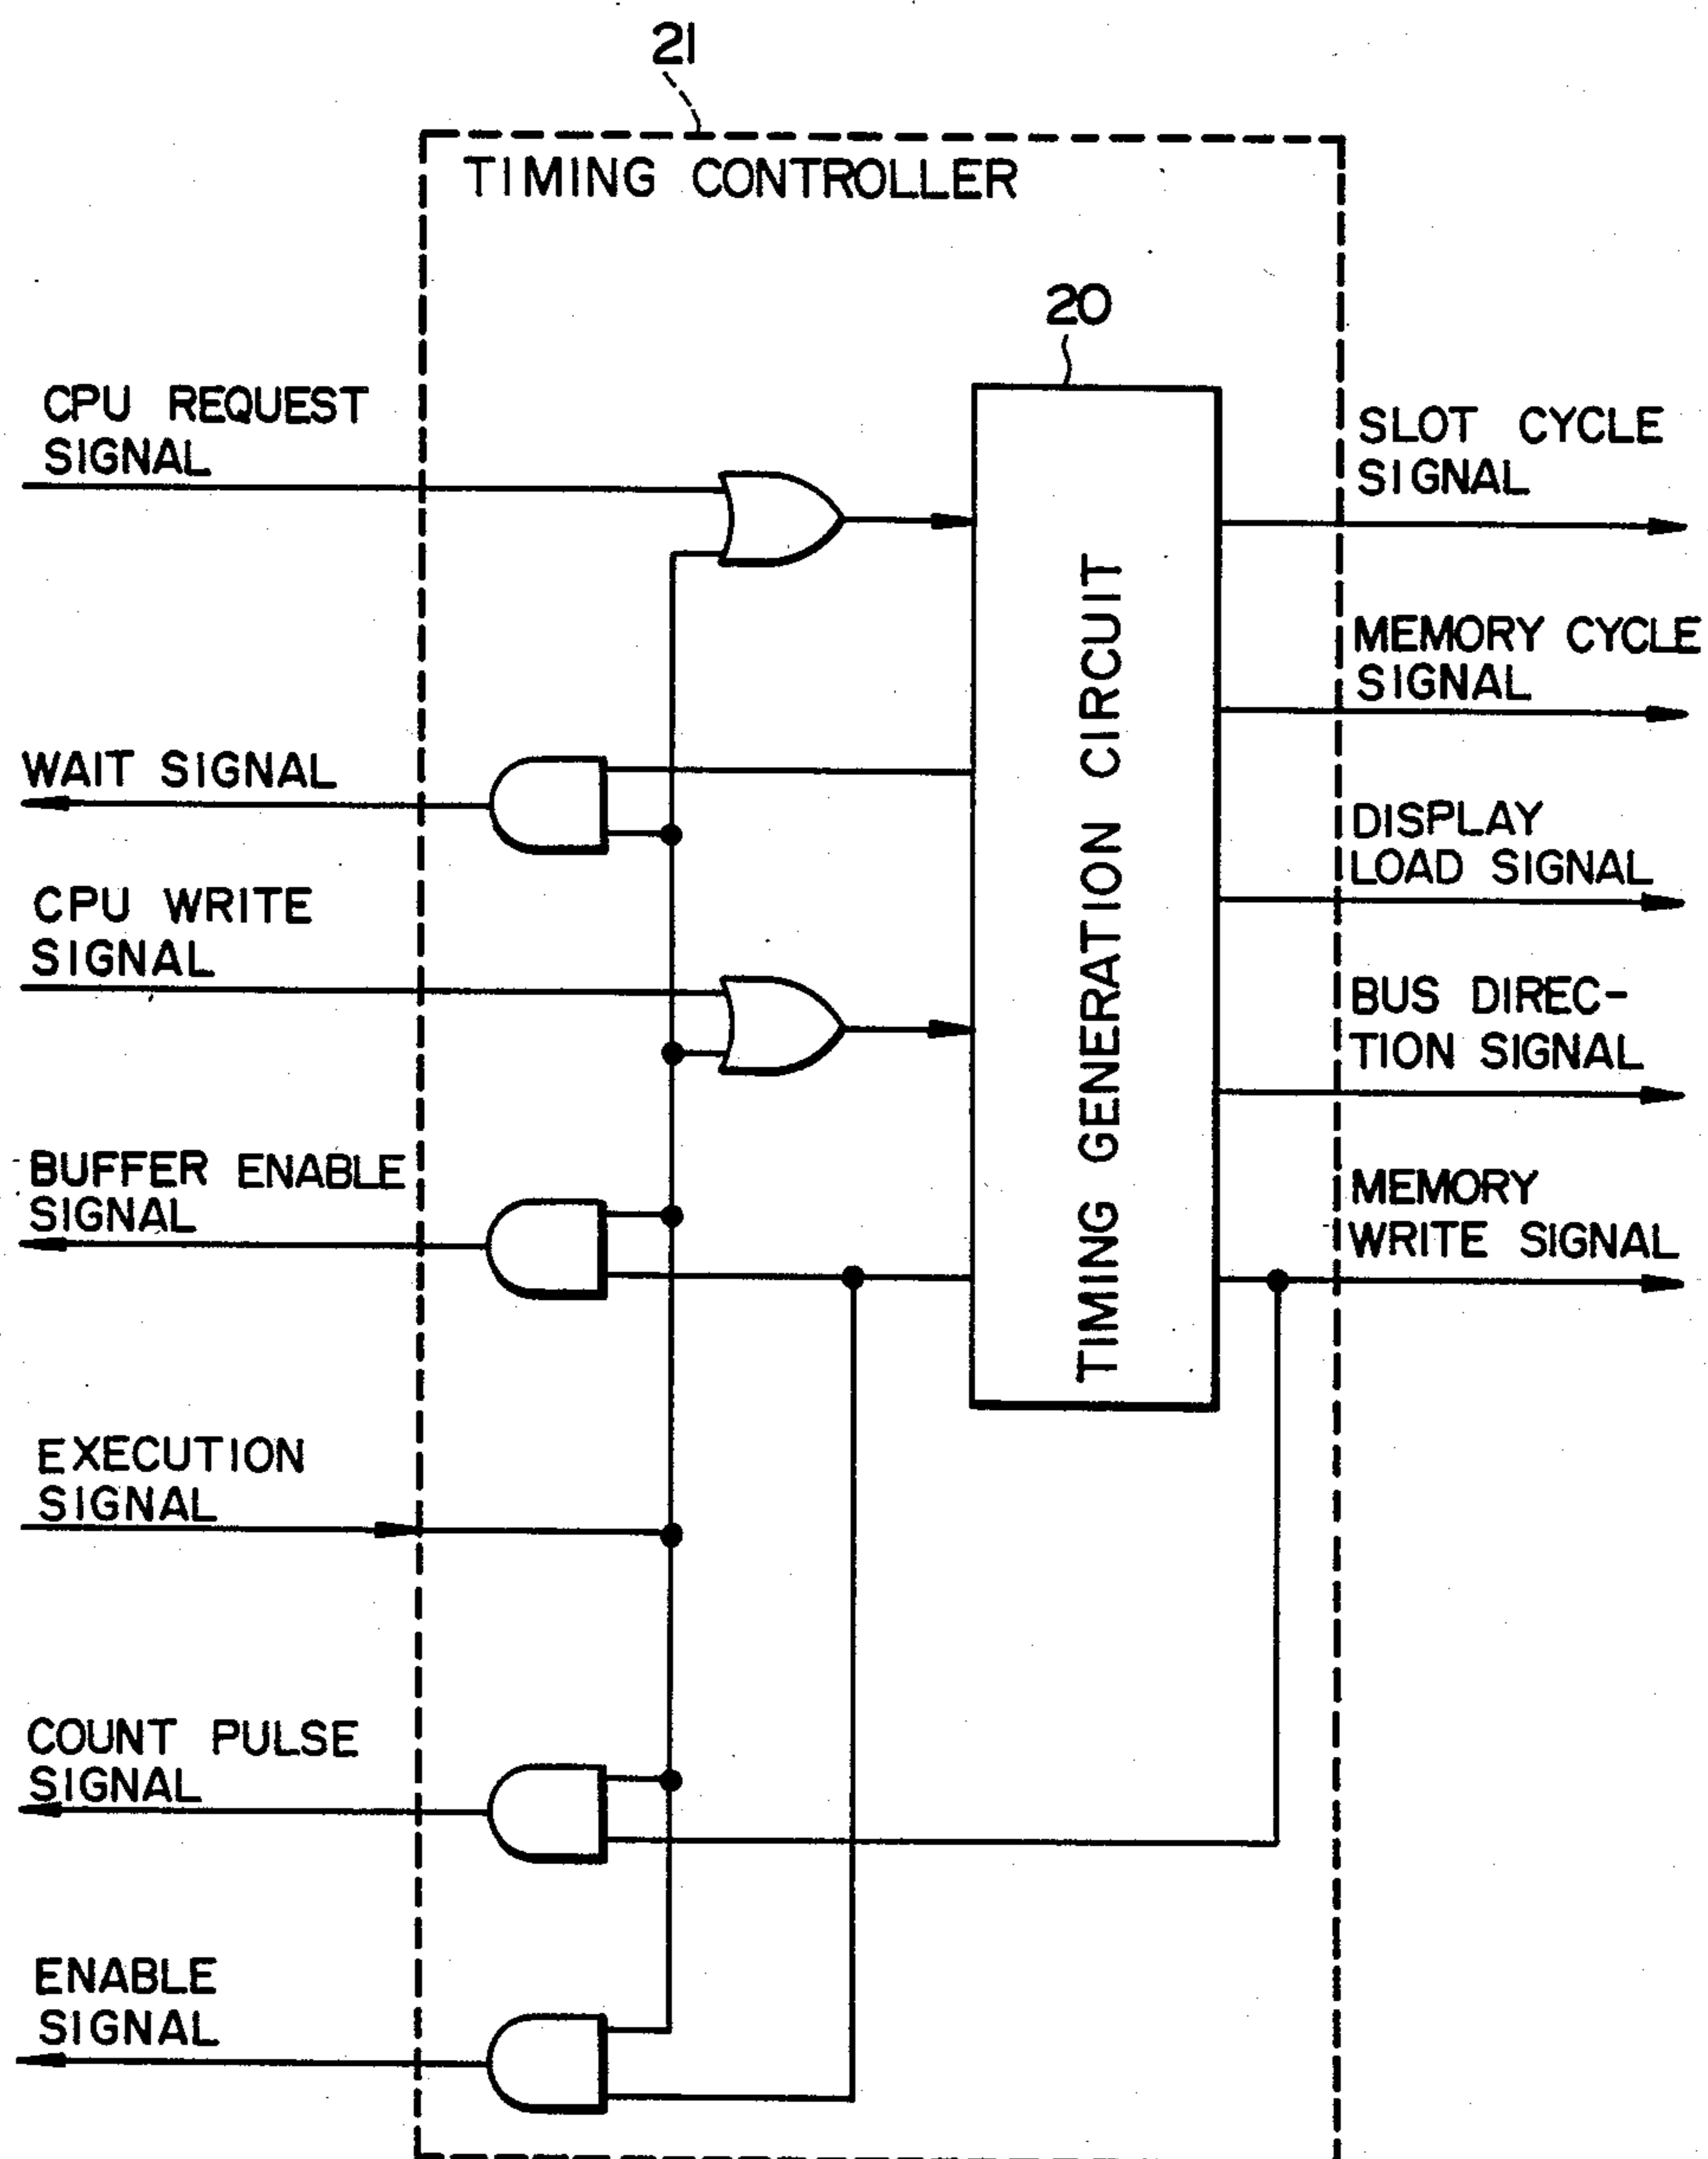 21
TIMING CONTROLLER
20
CPU REQUEST
SIGNAL
WAIT SIGNAL
CPU WRITE
SIGNAL
BUFFER ENABLE
SIGNAL
EXECUTION
SIGNAL
COUNT PULSE
SIGNAL
ENABLE
SIGNAL
TIMING GENERATION CIRCUIT
SLOT CYCLE
SIGNAL
MEMORY CYCLE
SIGNAL
DISPLAY
LOAD SIGNAL
BUS DIREC-
TION SIGNAL
MEMORY
WRITE SIGNAL